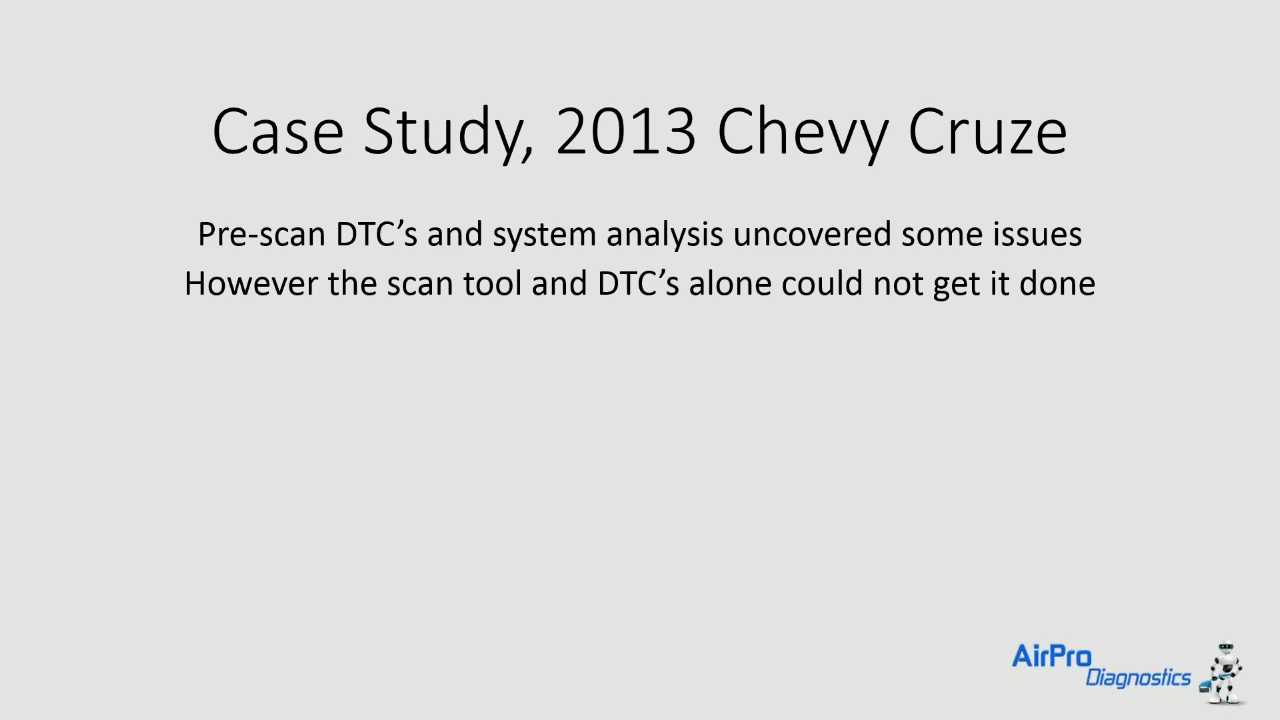 Case Study, 2013 Chevy Cruze
Pre-scan DTC’s and system analysis uncovered some issues
However the scan tool and DTC’s alone could not get it done
AirPro
Diagnostics